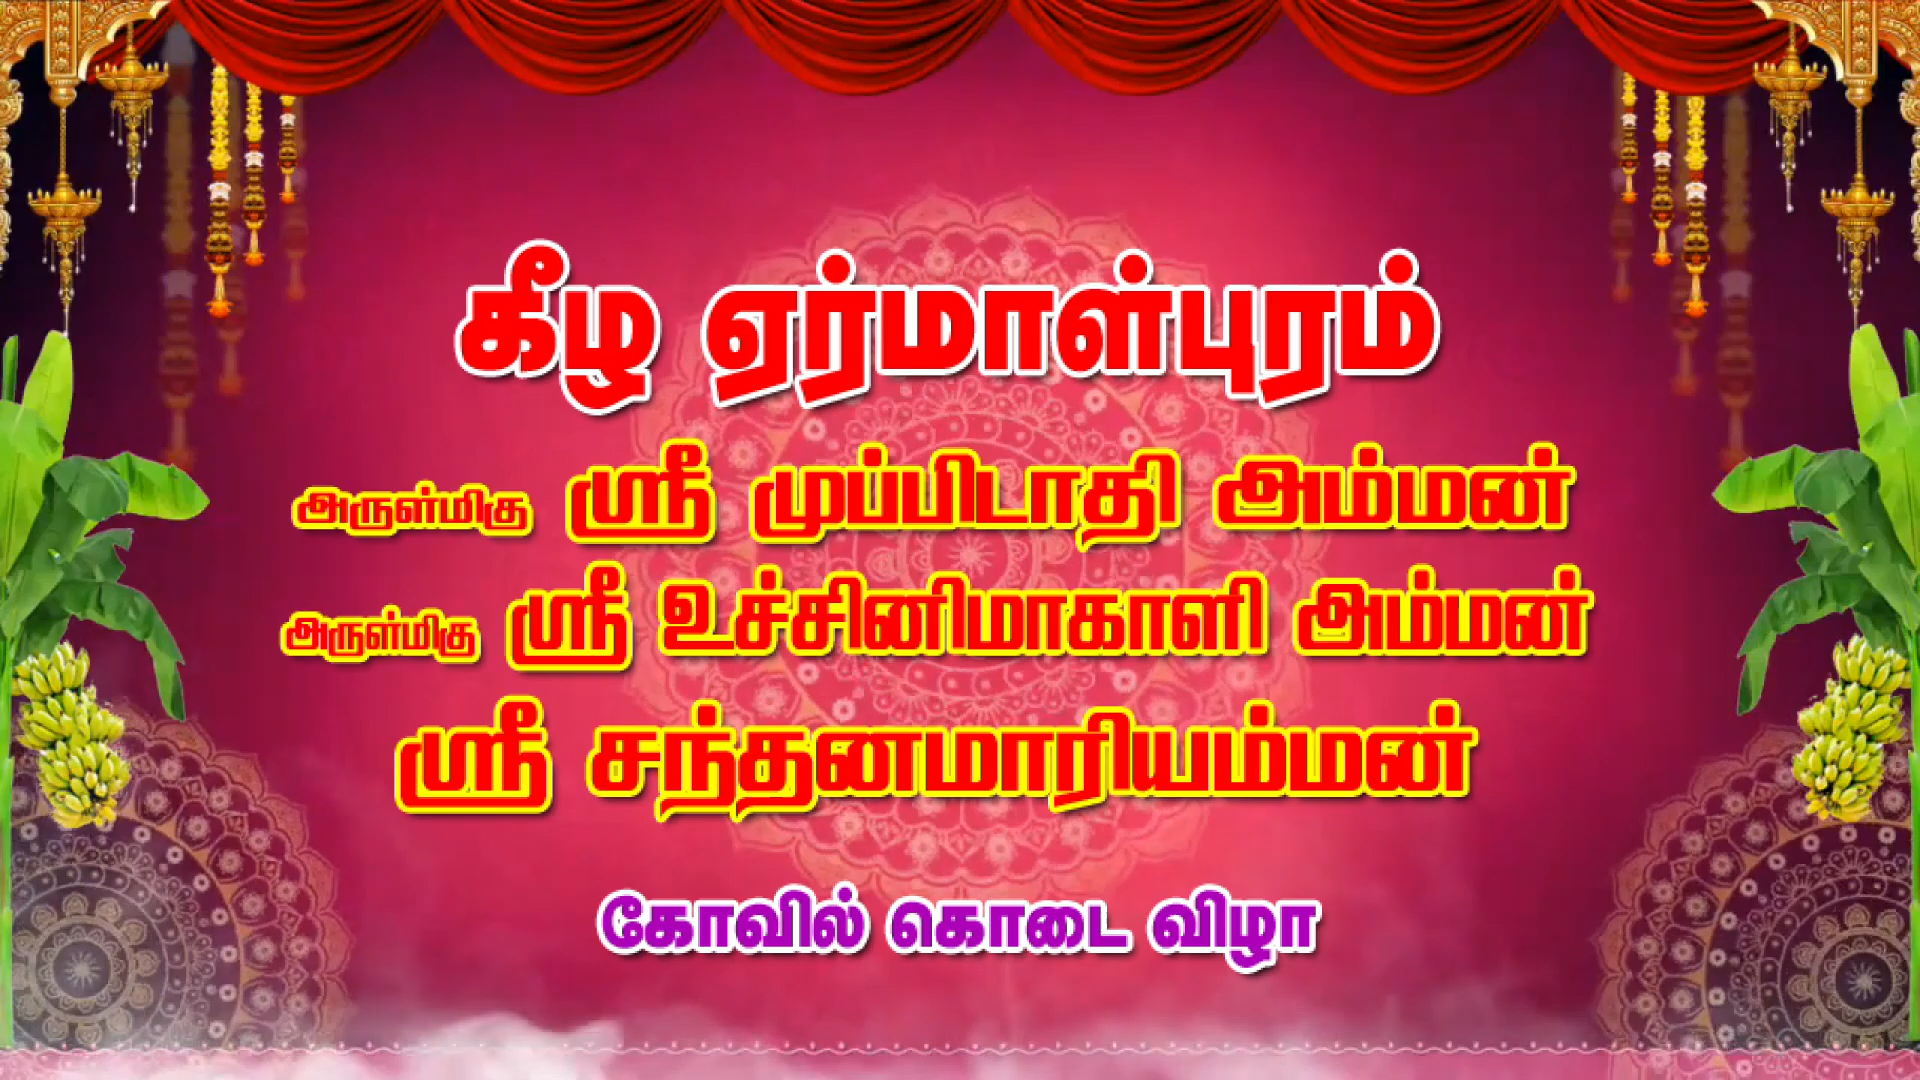 கீழ ஏர்மாள்புரம்
அருள்மிகு ஸ்ரீ முப்பிடாதி அம்மன்
அருள்மிகு ஸ்ரீ உச்சினிமாகாளி அம்மன்
ஸ்ரீ சந்தனமாரியம்மன்
கோவில் கொடை விழா